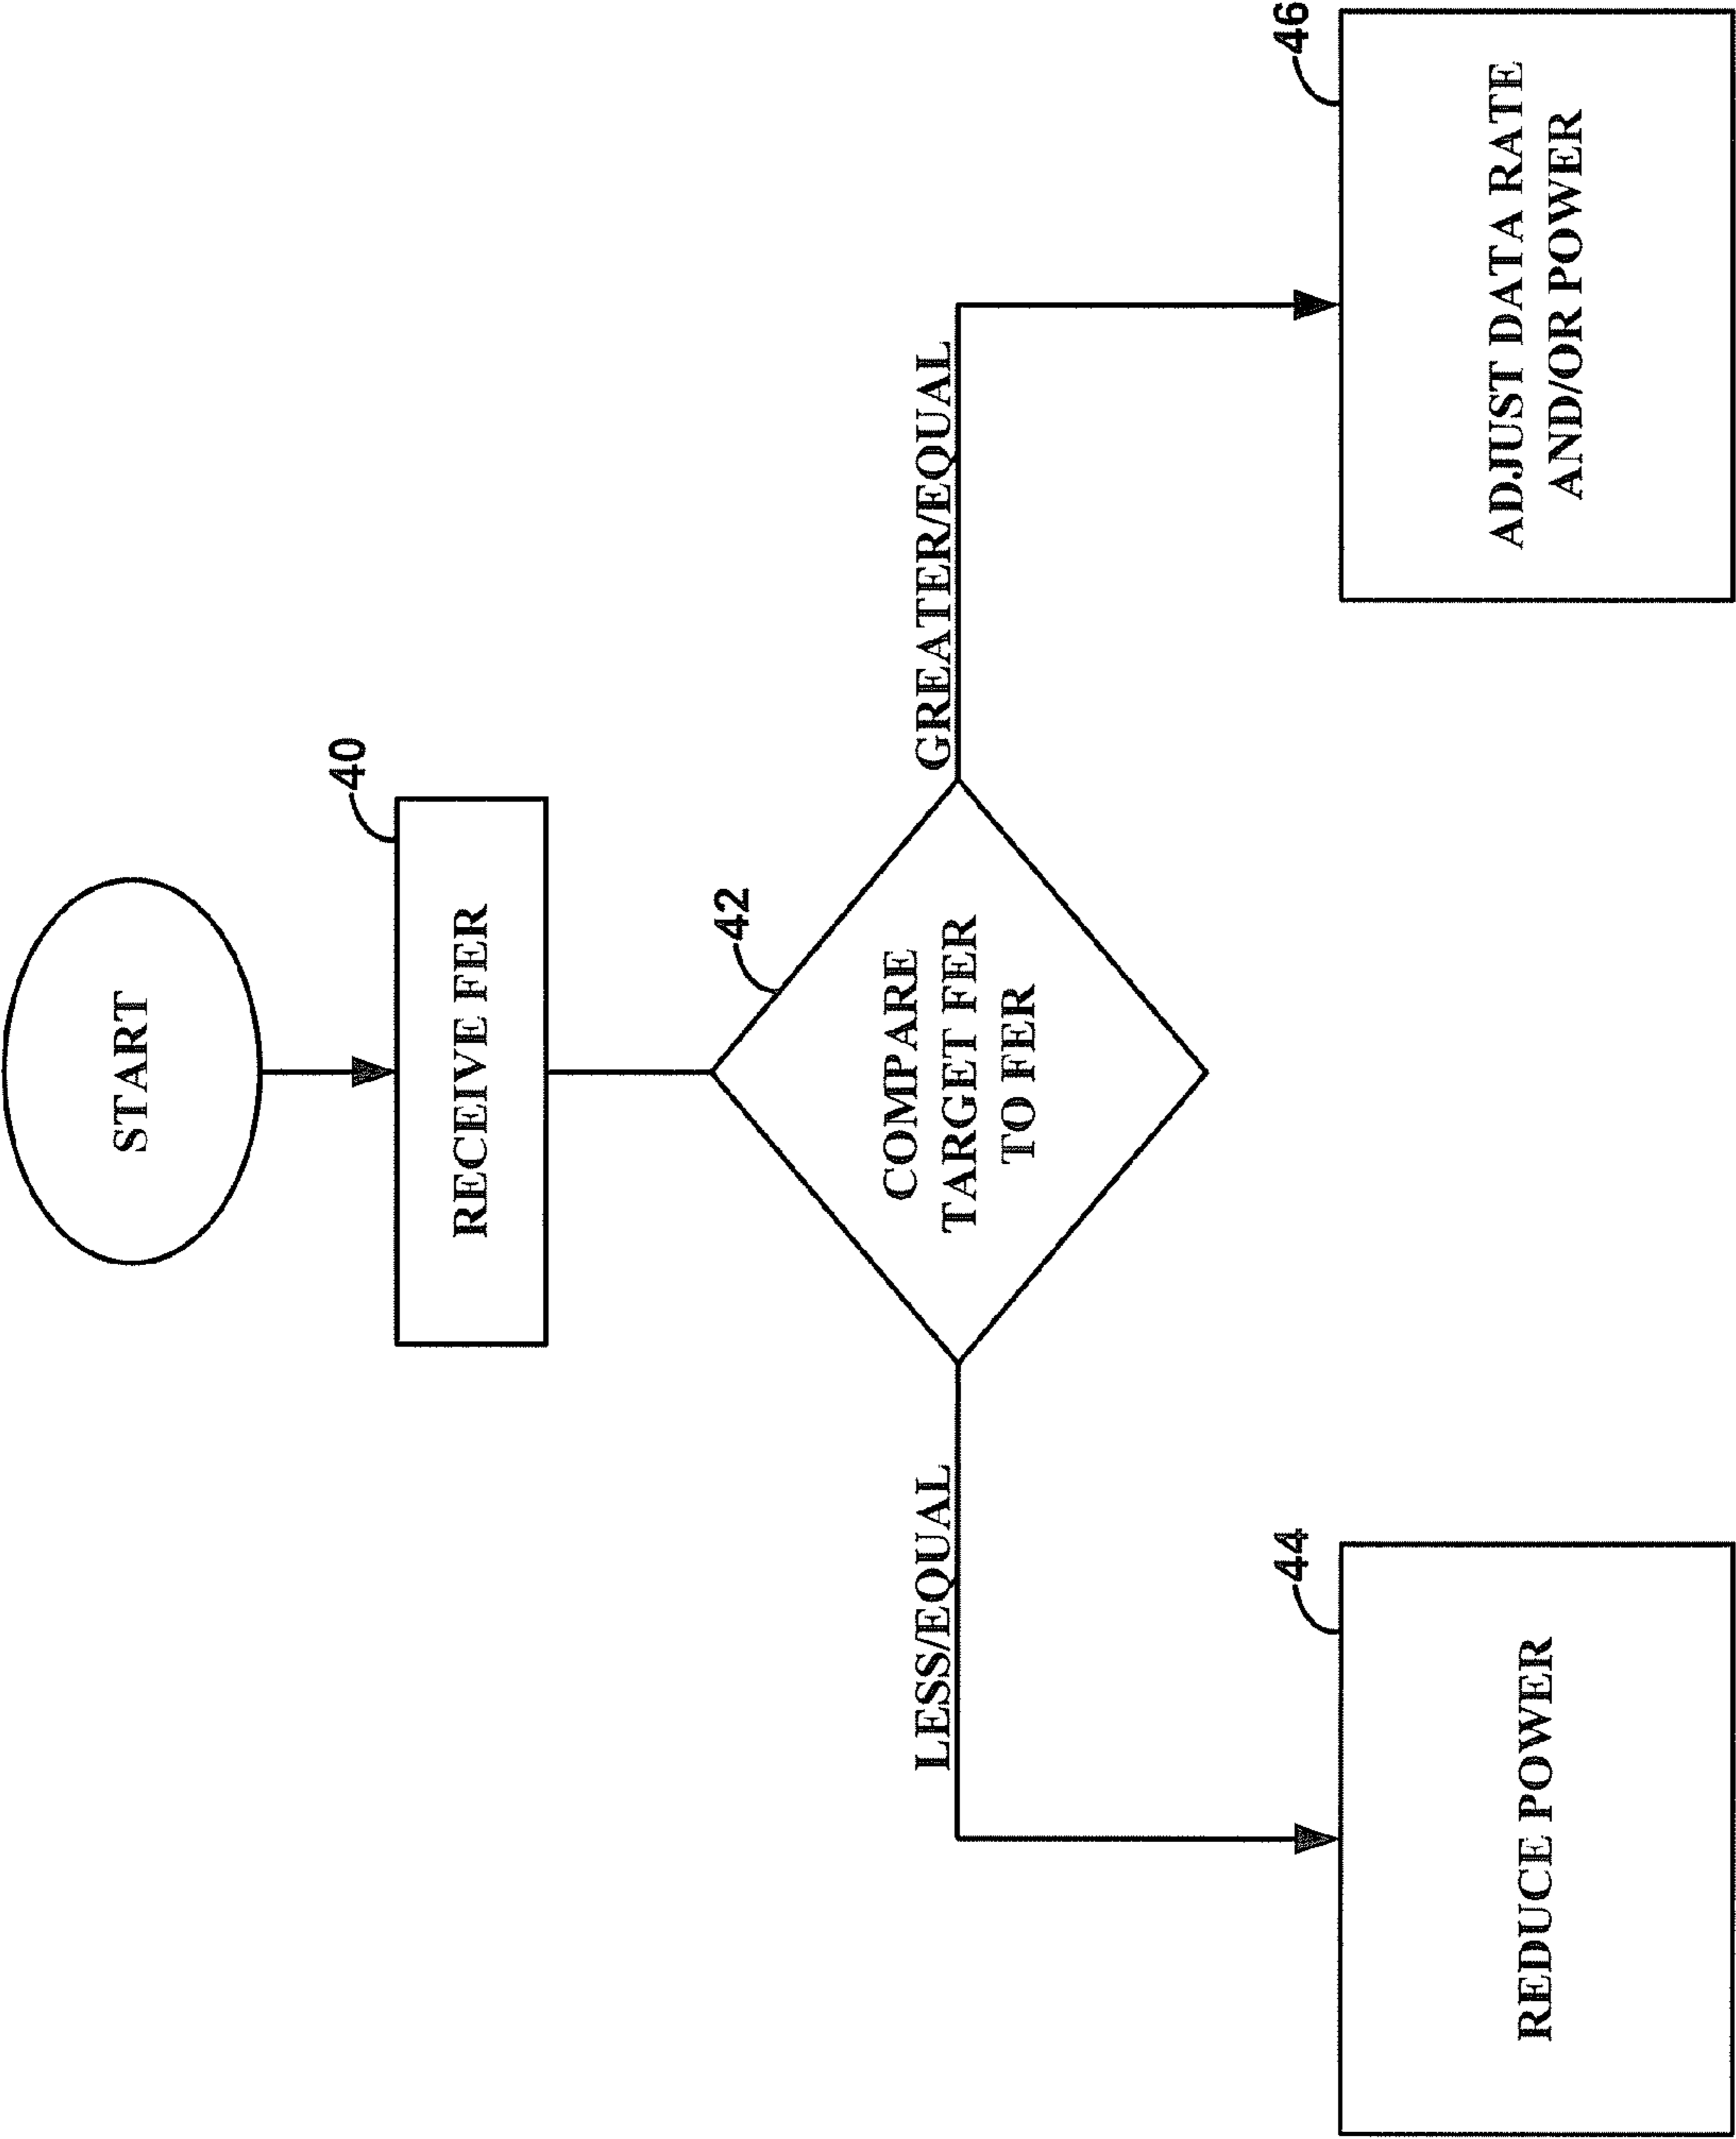 START
40
RECEIVE FER
42
COMPARE
TARGET FER
TO FER
LESS/EQUAL
GREATER/EQUAL
44
REDUCE POWER
46
ADJUST DATA RATE
AND/OR POWER